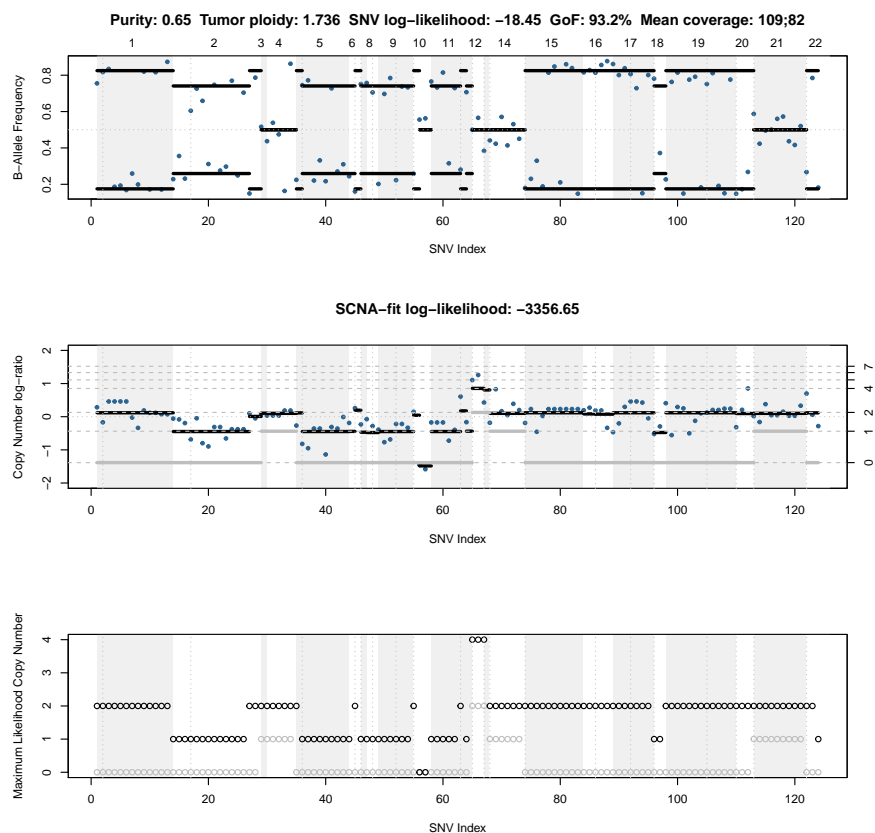 Purity: 0.65 Tumor ploidy: 1.736 SNV log−likelihood: −18.45 GoF: 93.2% Mean coverage: 109;82
1 2 3 4 5 6 8 9 10 11 12 14 15 16 17 18 19 20 21 22
B−Allele Frequency
0.8
0.6
0.4
0.2
0 20 40 60 80 100 120
SNV Index
SCNA−fit log−likelihood: −3356.65
Copy Number log−ratio
2
1
0
−1
−2
7
4
2
1
0
0 20 40 60 80 100 120
SNV Index
Maximum Likelihood Copy Number
4
3
2
1
0
0 20 40 60 80 100 120
SNV Index